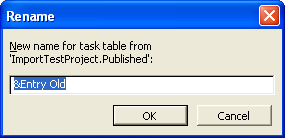 Rename
New name for task table from
'ImportTestProject.Published':
&Entry Old
OK
Cancel